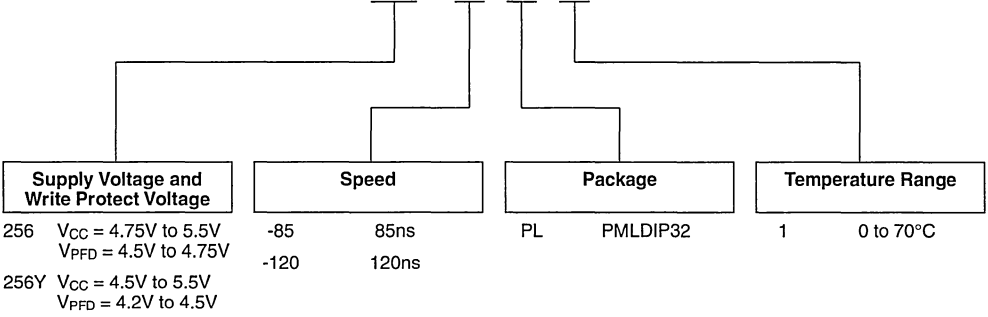 Supply Voltage and
Write Protect Voltage
Speed
Package
Temperature Range
256 VCC = 4.75V to 5.5V
VPFD = 4.5V to 4.75V
256Y VCC = 4.5V to 5.5V
VPFD = 4.2V to 4.5V
-85 85ns
-120 120ns
PL PMLDIP32
1 0 to 70°C